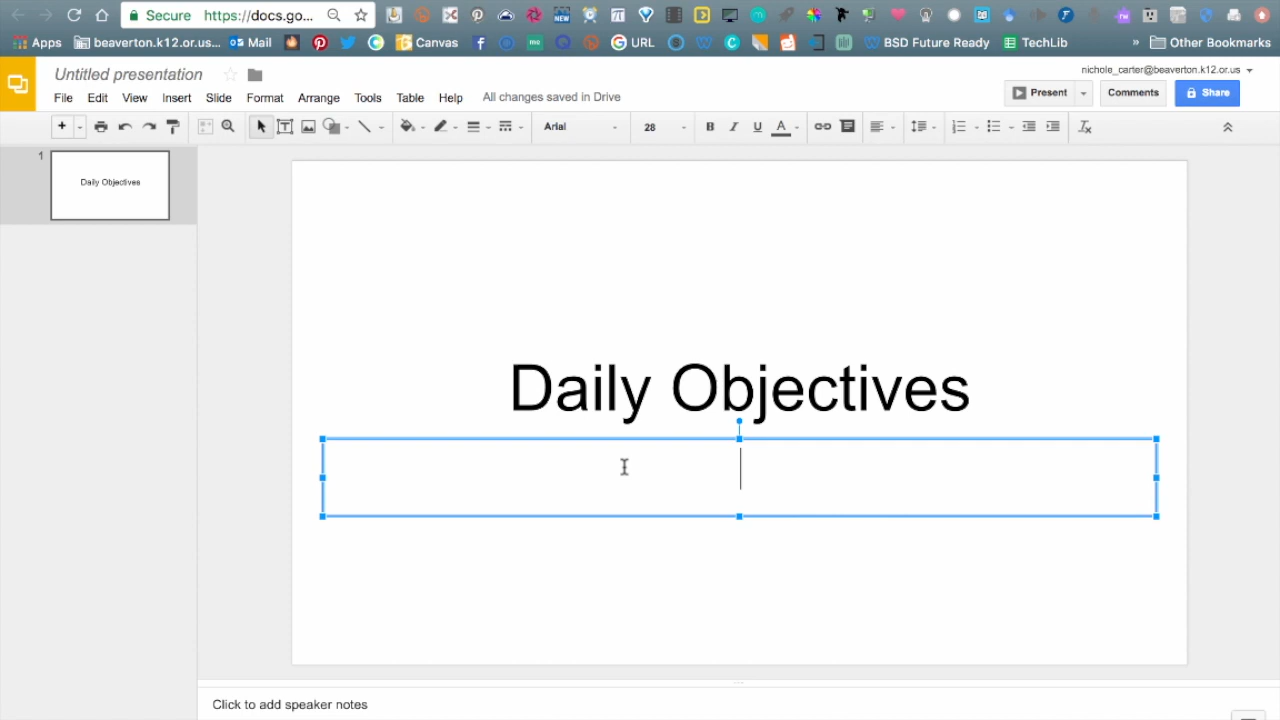 Secure https://docs.go...
NEW
Apps beaverton.k12.or.us... Mail Canvas URL BSD Future Ready TechLib » Other Bookmarks
Untitled presentation
nichole_carter@beaverton.k12.or.us
File Edit View Insert Slide Format Arrange Tools Table Help All changes saved in Drive
Present Comments Share
Arial 28 B I U A
1
Daily Objectives
Daily Objectives
Click to add speaker notes